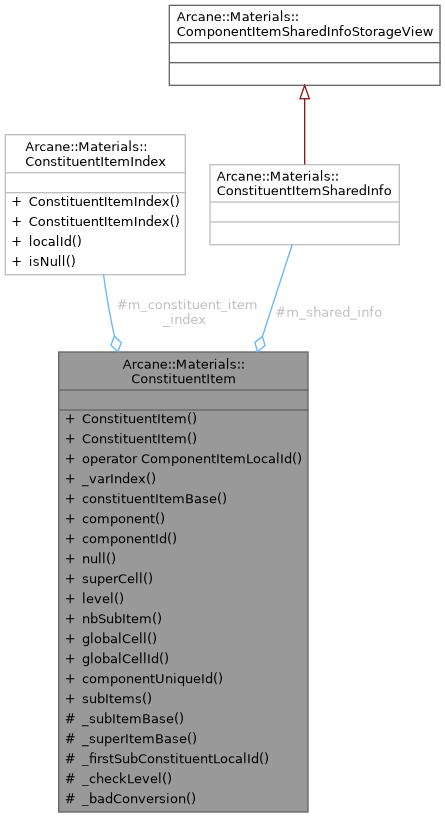 Arcane::Materials::
ComponentItemSharedInfoStorageView
Arcane::Materials::
ConstituentItemIndex
+ ConstituentItemIndex()
+ ConstituentItemIndex()
+ localId()
+ isNull()
Arcane::Materials::
ConstituentItemSharedInfo
#m_constituent_item
_index
#m_shared_info
Arcane::Materials::
ConstituentItem
+ ConstituentItem()
+ ConstituentItem()
+ operator ComponentItemLocalId()
+ _varIndex()
+ constituentItemBase()
+ component()
+ componentId()
+ null()
+ superCell()
+ level()
+ nbSubItem()
+ globalCell()
+ globalCellId()
+ componentUniqueId()
+ subItems()
# _subItemBase()
# _superItemBase()
# _firstSubConstituentLocalId()
# _checkLevel()
# _badConversion()